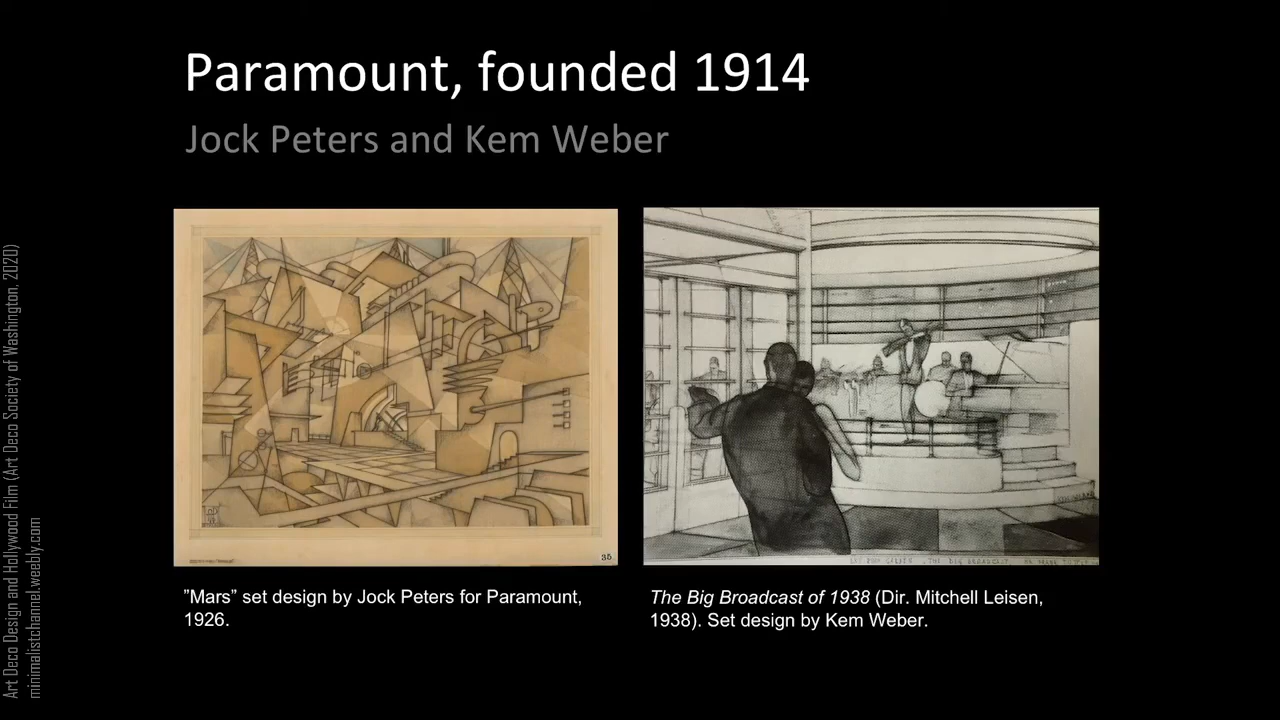 Paramount, founded 1914
Jock Peters and Kem Weber
35
"Mars" set design by Jock Peters for Paramount,
1926.
The Big Broadcast of 1938 (Dir. Mitchell Leisen,
1938). Set design by Kem Weber.
Art Deco Design and Hollywood Film (Art Deco Society of Washington, 2020)
minimalistchannel.weebly.com